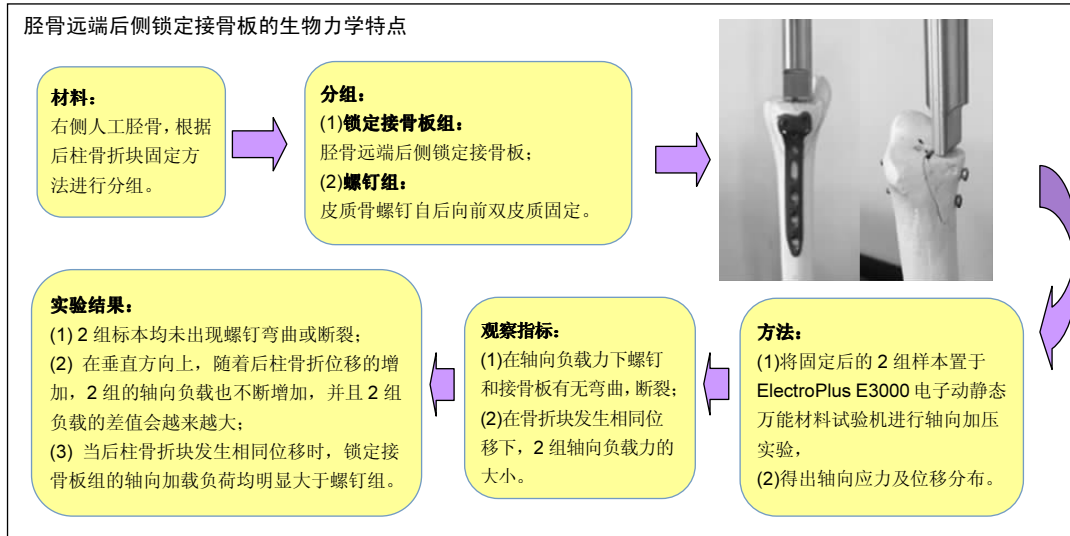 胫骨远端后侧锁定接骨板的生物力学特点
材料：
右侧人工胫骨，根据
后柱骨折块固定方
法进行分组。
分组：
(1)锁定接骨板组：
胫骨远端后侧锁定接骨板；
(2)螺钉组：
皮质骨螺钉自后向前双皮质固定。
方法：
(1)将固定后的 2 组样本置于
ElectroPlus E3000 电子动静态
万能材料试验机进行轴向加压
实验，
(2)得出轴向应力及位移分布。
观察指标：
(1)在轴向负载力下螺钉
和接骨板有无弯曲，断裂；
(2)在骨折块发生相同位
移下，2 组轴向负载力的
大小。
实验结果：
(1) 2 组标本均未出现螺钉弯曲或断裂；
(2) 在垂直方向上，随着后柱骨折位移的增
加，2 组的轴向负载也不断增加，并且 2 组
负载的差值会越来越大；
(3) 当后柱骨折块发生相同位移时，锁定接
骨板组的轴向加载负荷均明显大于螺钉组。